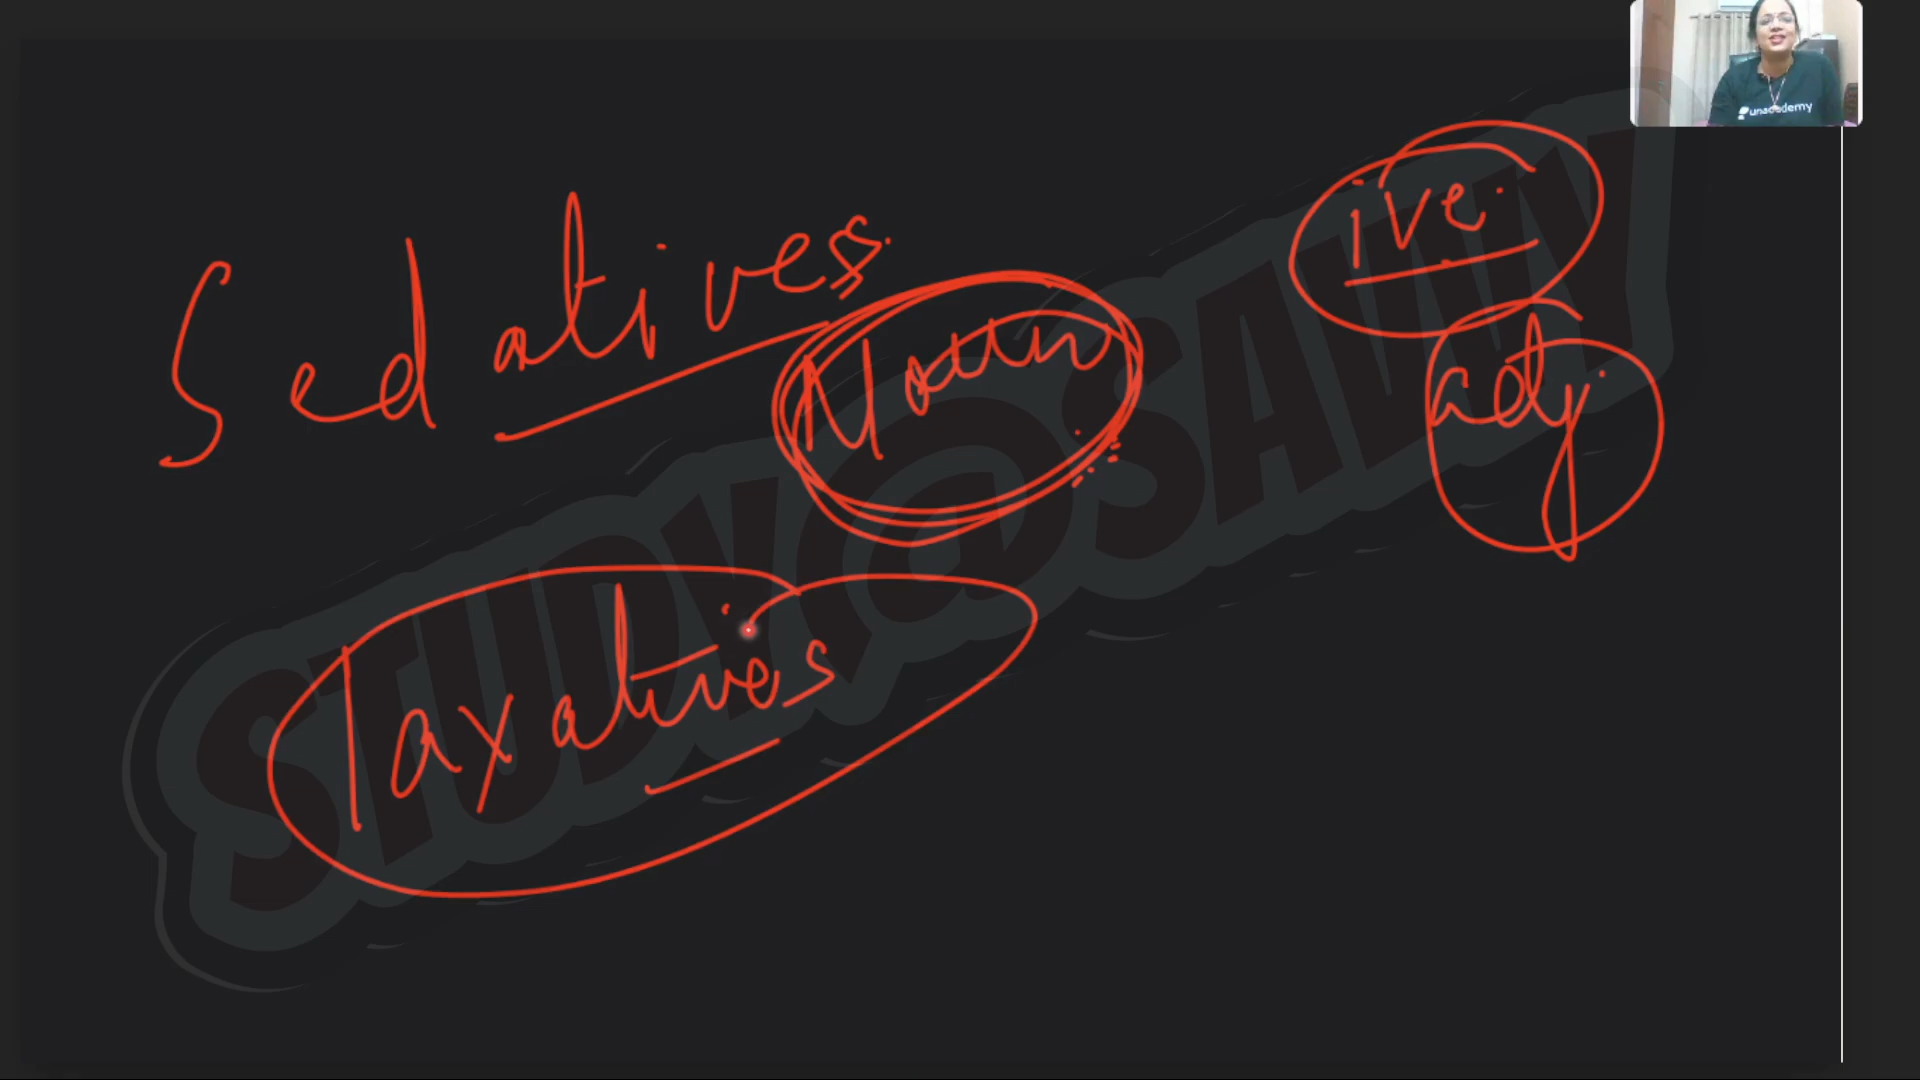 unacademy
ive.
Sedatives.
Noun
adj.
Taxatives
STUDY@SAVVY